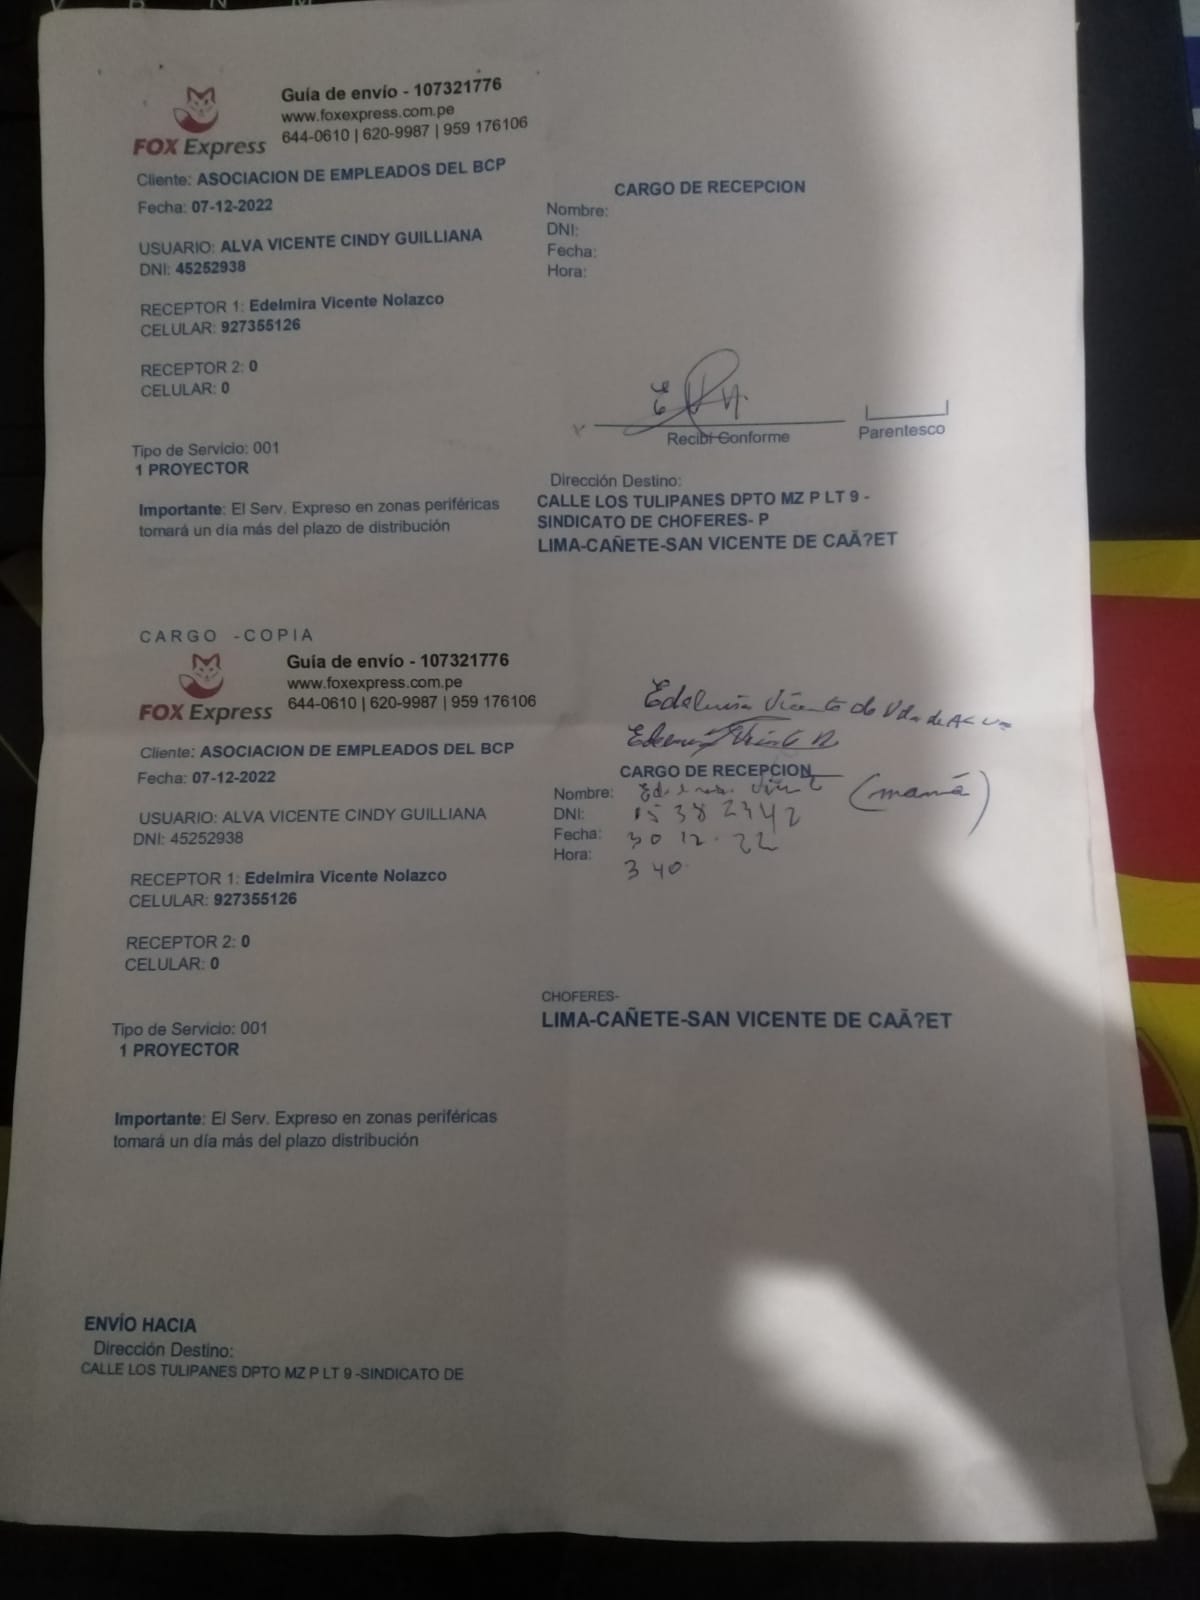 Guía de envío - 107321776
www.foxexpress.com.pe
FOX Express
644-0610 | 620-9987 | 959 176106
Cliente: ASOCIACION DE EMPLEADOS DEL BCP
Fecha: 07-12-2022
USUARIO: ALVA VICENTE CINDY GUILLIANA
DNI: 45252938
RECEPTOR 1: Edelmira Vicente Nolazco
CELULAR: 927355126
RECEPTOR 2: 0
CELULAR: 0
Tipo de Servicio: 001
1 PROYECTOR
Importante: El Serv. Expreso en zonas periféricas
tomará un día más del plazo de distribución
CARGO DE RECEPCION
Nombre:
DNI:
Fecha:
Hora:
Recibí Conforme
Parentesco
Dirección Destino:
CALLE LOS TULIPANES DPTO MZ P LT 9 -
SINDICATO DE CHOFERES- P
LIMA-CAÑETE-SAN VICENTE DE CAÃ?ET
CARGO -COPIA
Guía de envío - 107321776
www.foxexpress.com.pe
FOX Express
644-0610 | 620-9987 | 959 176106
Cliente: ASOCIACION DE EMPLEADOS DEL BCP
Fecha: 07-12-2022
USUARIO: ALVA VICENTE CINDY GUILLIANA
DNI: 45252938
RECEPTOR 1: Edelmira Vicente Nolazco
CELULAR: 927355126
RECEPTOR 2: 0
CELULAR: 0
Tipo de Servicio: 001
1 PROYECTOR
Importante: El Serv. Expreso en zonas periféricas
tomará un día más del plazo distribución
Edelmira Vicente de Vda de
CARGO DE RECEPCION
Nombre: (mamá)
DNI: 15382342
Fecha: 30 12 · 22
Hora: 3 40
CHOFERES-
LIMA-CAÑETE-SAN VICENTE DE CAÃ?ET
ENVÍO HACIA
Dirección Destino:
CALLE LOS TULIPANES DPTO MZ P LT 9 -SINDICATO DE